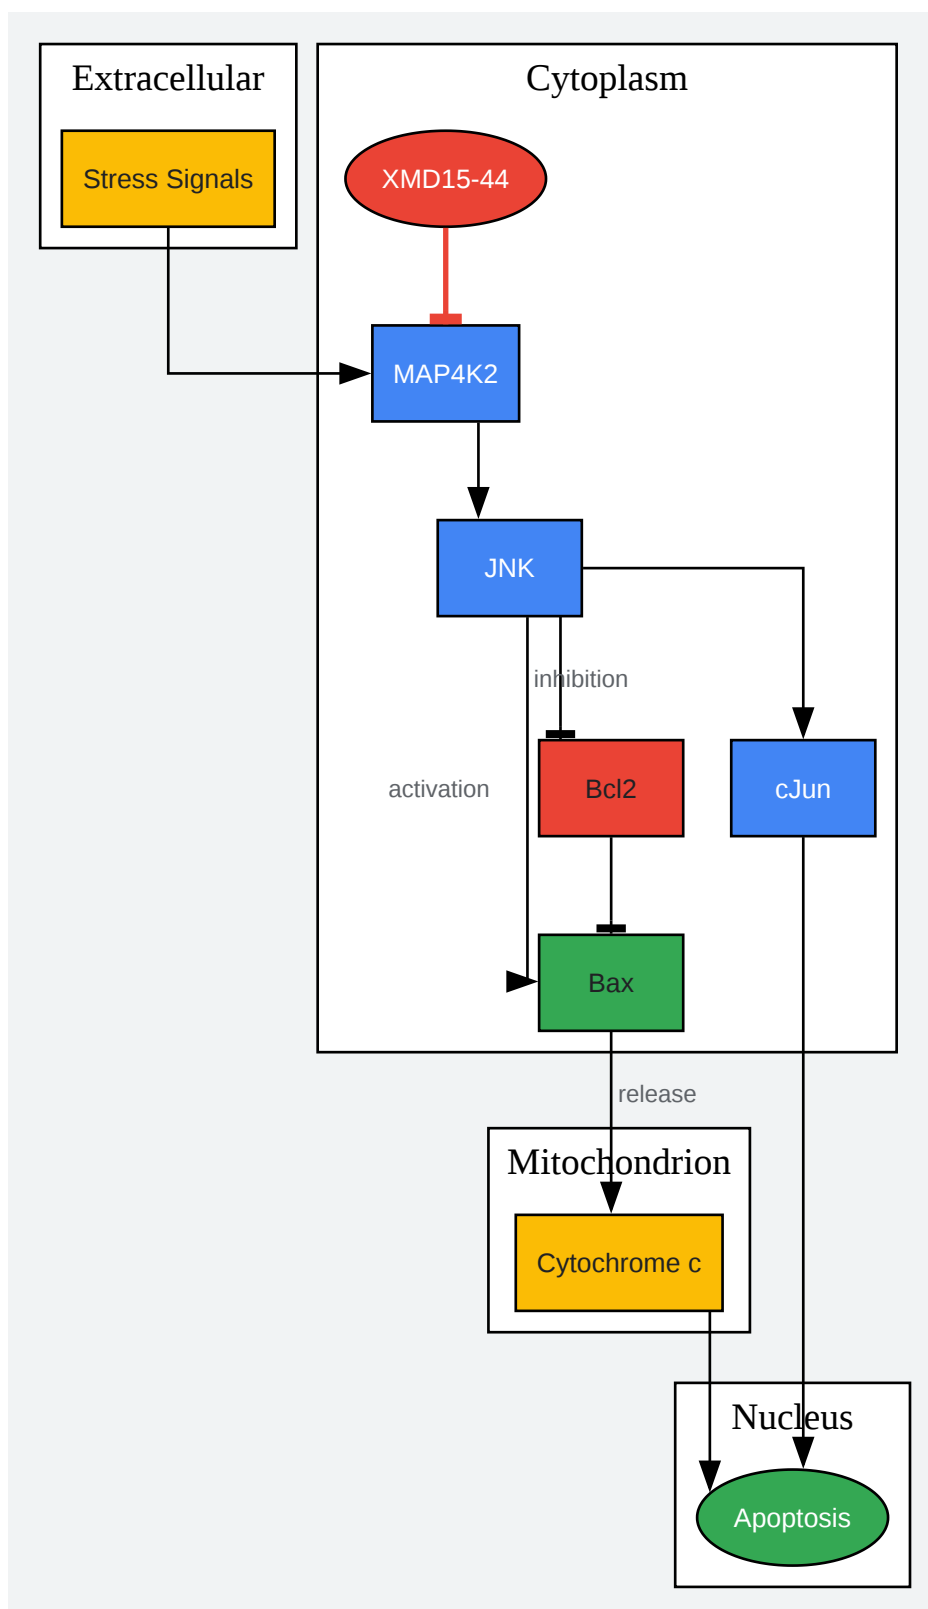 Extracellular
Cytoplasm
Stress Signals
XMD15-44
MAP4K2
JNK
inhibition
activation
Bcl2
cJun
Bax
release
Mitochondrion
Cytochrome c
Nucleus
Apoptosis